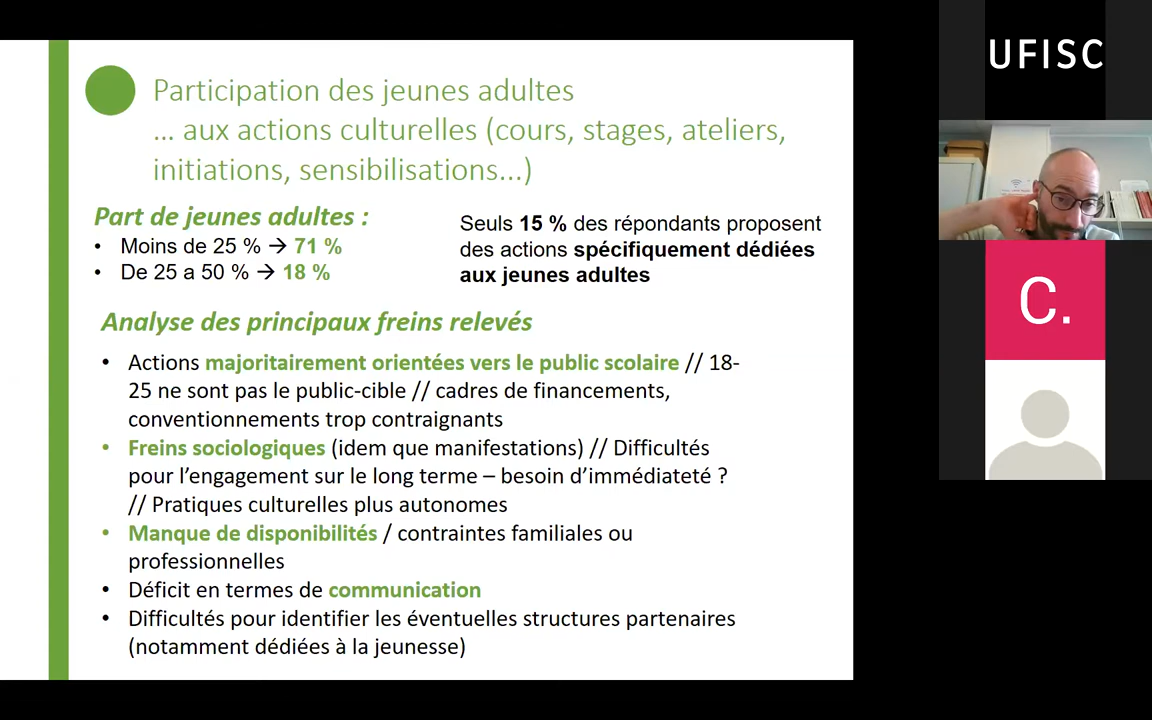 Participation des jeunes adultes
… aux actions culturelles (cours, stages, ateliers,
initiations, sensibilisations...)
Part de jeunes adultes :
• Moins de 25 % → 71 %
• De 25 a 50 % → 18 %
Seuls 15 % des répondants proposent
des actions spécifiquement dédiées
aux jeunes adultes
Analyse des principaux freins relevés
• Actions majoritairement orientées vers le public scolaire // 18-
25 ne sont pas le public-cible // cadres de financements,
conventionnements trop contraignants
• Freins sociologiques (idem que manifestations) // Difficultés
pour l’engagement sur le long terme – besoin d’immédiateté ?
// Pratiques culturelles plus autonomes
• Manque de disponibilités / contraintes familiales ou
professionnelles
• Déficit en termes de communication
• Difficultés pour identifier les éventuelles structures partenaires
(notamment dédiées à la jeunesse)
UFISC
C.